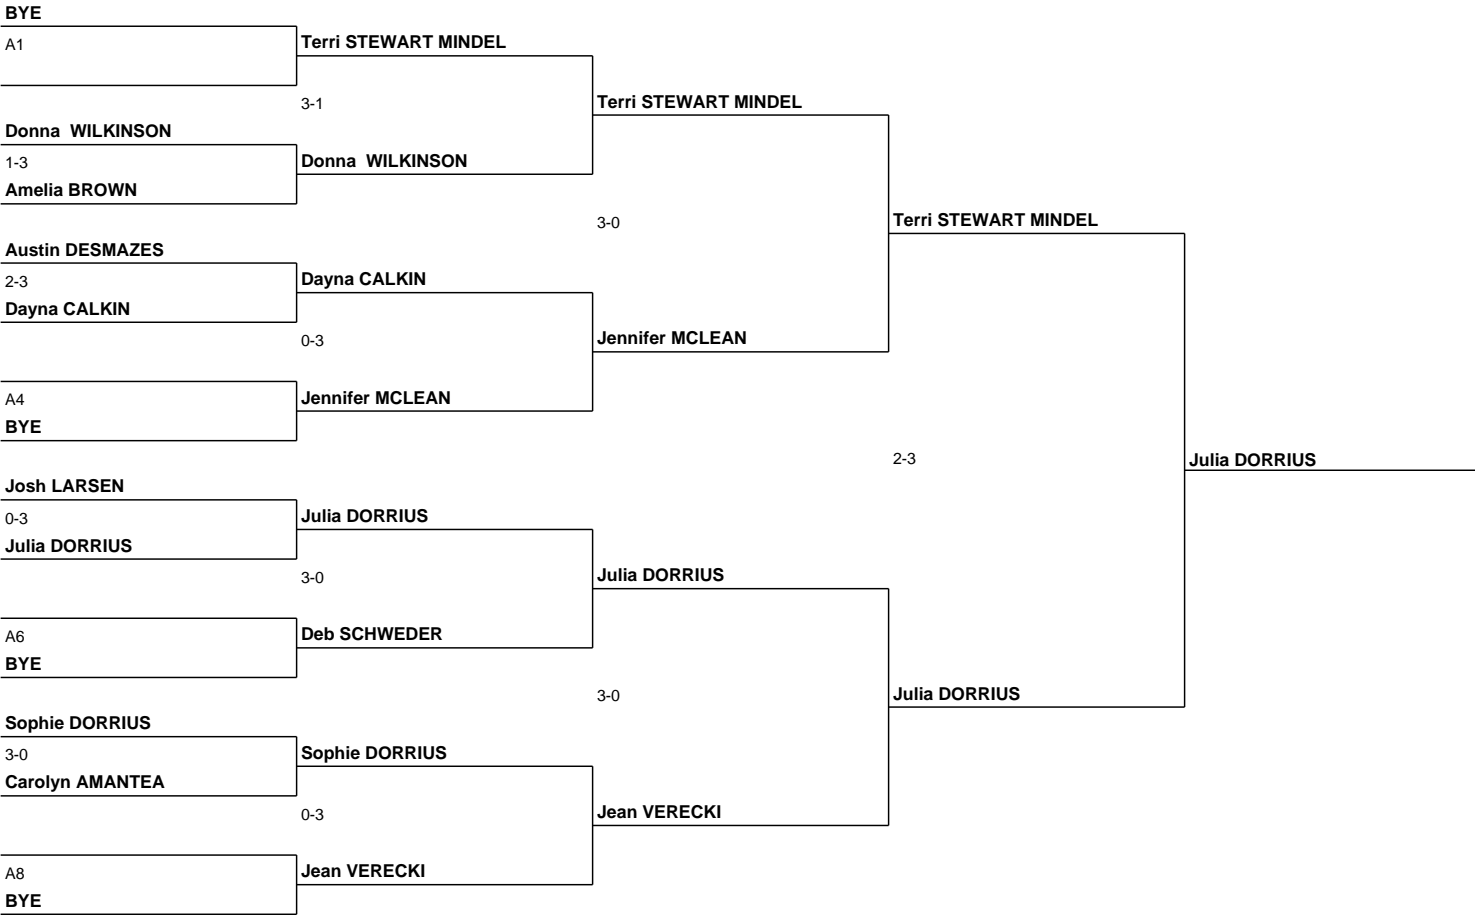 BYE
A1
Terri STEWART MINDEL
3-1
Terri STEWART MINDEL
Donna  WILKINSON
1-3
Donna  WILKINSON
Amelia BROWN
3-0
Terri STEWART MINDEL
Austin DESMAZES
2-3
Dayna CALKIN
Dayna CALKIN
0-3
Jennifer MCLEAN
A4
Jennifer MCLEAN
BYE
2-3
Julia DORRIUS
Josh LARSEN
0-3
Julia DORRIUS
Julia DORRIUS
3-0
Julia DORRIUS
A6
Deb SCHWEDER
BYE
3-0
Julia DORRIUS
Sophie DORRIUS
3-0
Sophie DORRIUS
Carolyn AMANTEA
0-3
Jean VERECKI
A8
Jean VERECKI
BYE